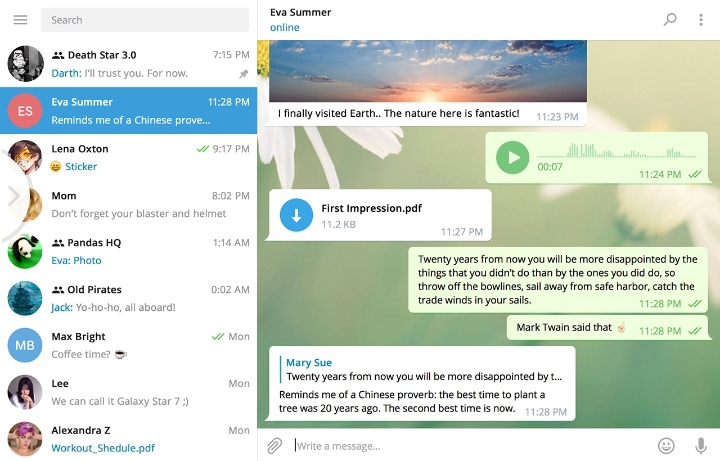 Search
Death Star 3.0
7:15 PM
Darth: I'll trust you. For now.
ES
Eva Summer
11:28 PM
Reminds me of a Chinese prove...
Lena Oxton
9:17 PM
Sticker
Mom
8:02 PM
Don't forget your blaster and helmet
Pandas HQ
1:14 AM
Eva: Photo
Old Pirates
0:02 AM
Jack: Yo-ho-ho, all aboard!
MB
Max Bright
Mon
Coffee time? ☕
Lee
Mon
We can call it Galaxy Star 7 ;)
Alexandra Z
Mon
Workout_Shedule.pdf
Eva Summer
online
I finally visited Earth.. The nature here is fantastic!
11:23 PM
00:07
11:24 PM
First Impression.pdf
11.2 KB
11:27 PM
Twenty years from now you will be more disappointed by the
things that you didn't do than by the ones you did do, so
throw off the bowlines, sail away from safe harbor, catch the
trade winds in your sails.
11:28 PM
Mark Twain said that ☝
11:28 PM
Mary Sue
Twenty years from now you will be more disappointed by t...
Reminds me of a Chinese proverb: the best time to plant a
tree was 20 years ago. The second best time is now.
11:28 PM
Write a message...